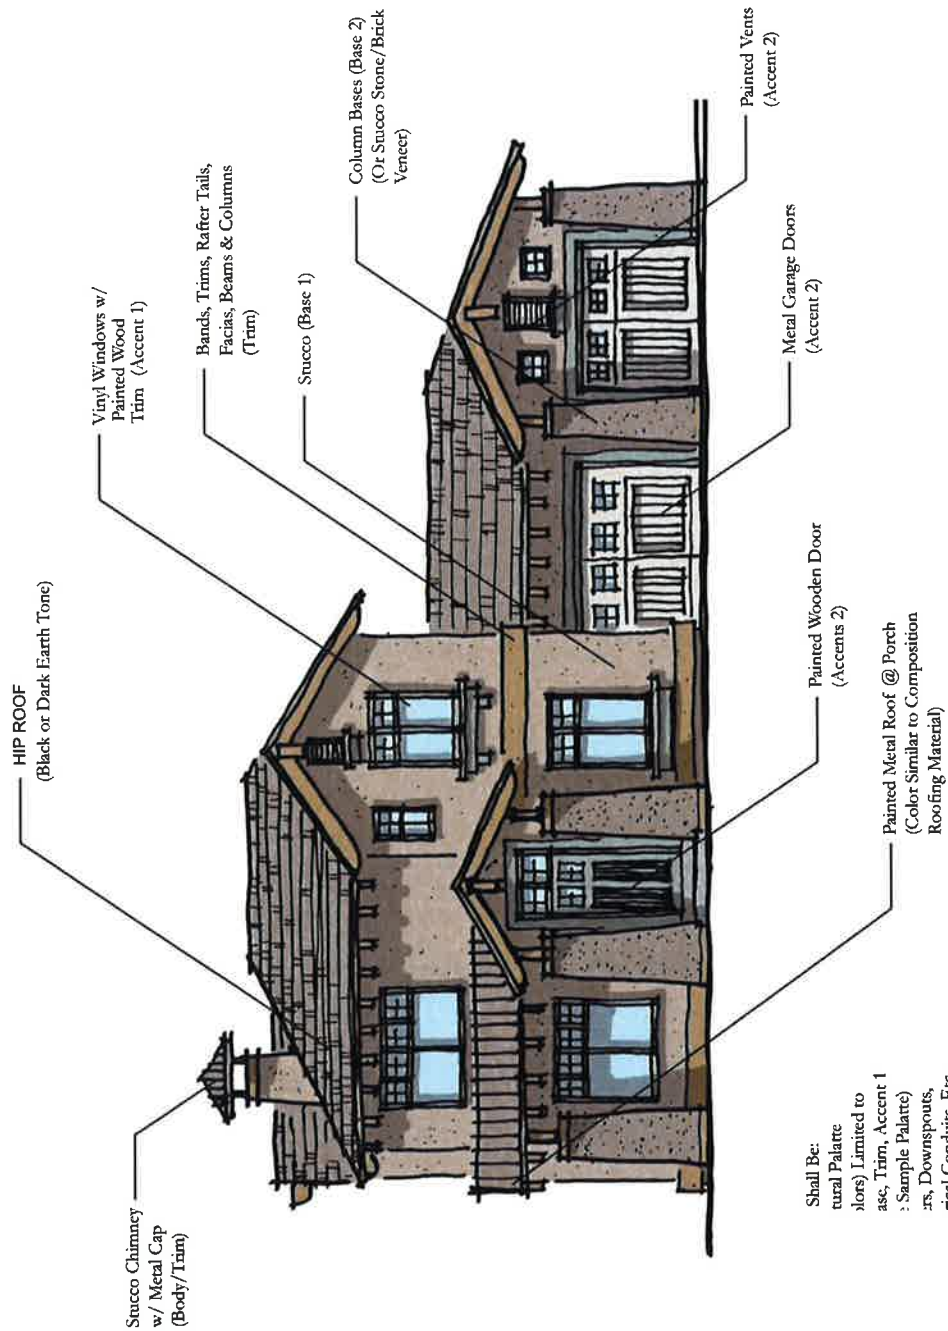 Stucco Chimney
w/ Metal Cap
(Body/Trim)
HIP ROOF
(Black or Dark Earth Tone)
Vinyl Windows w/
Painted Wood
Trim (Accent 1)
Bands, Trims, Rafter Tails,
Facias, Beams & Columns
(Trim)
Stucco (Base 1)
Column Bases (Base 2)
(Or Stucco Stone/Brick
Veneer)
Painted Vents
(Accent 2)
Metal Garage Doors
(Accent 2)
Painted Wooden Door
(Accents 2)
Painted Metal Roof @ Porch
(Color Similar to Composition
Roofing Material)
Shall Be:
tural Palatte
lors) Limited to
ase, Trim, Accent 1
Sample Palatte)
rs, Downspouts,